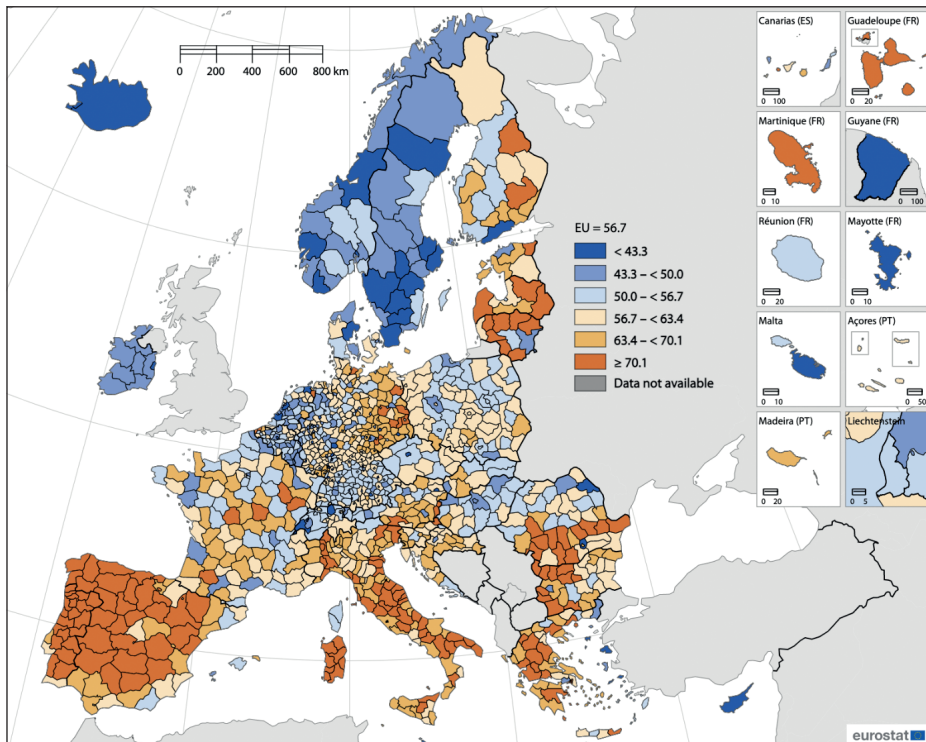 0 200 400 600 800 km
EU = 56.7
< 43.3
43.3 – < 50.0
50.0 – < 56.7
56.7 – < 63.4
63.4 – < 70.1
≥ 70.1
Data not available
Canarias (ES)
0 100
Guadeloupe (FR)
0 20
Martinique (FR)
0 10
Guyane (FR)
0 100
Réunion (FR)
0 20
Mayotte (FR)
0 10
Malta
0 10
Açores (PT)
0 50
Madeira (PT)
0 20
Liechtenstein
0 5
eurostat